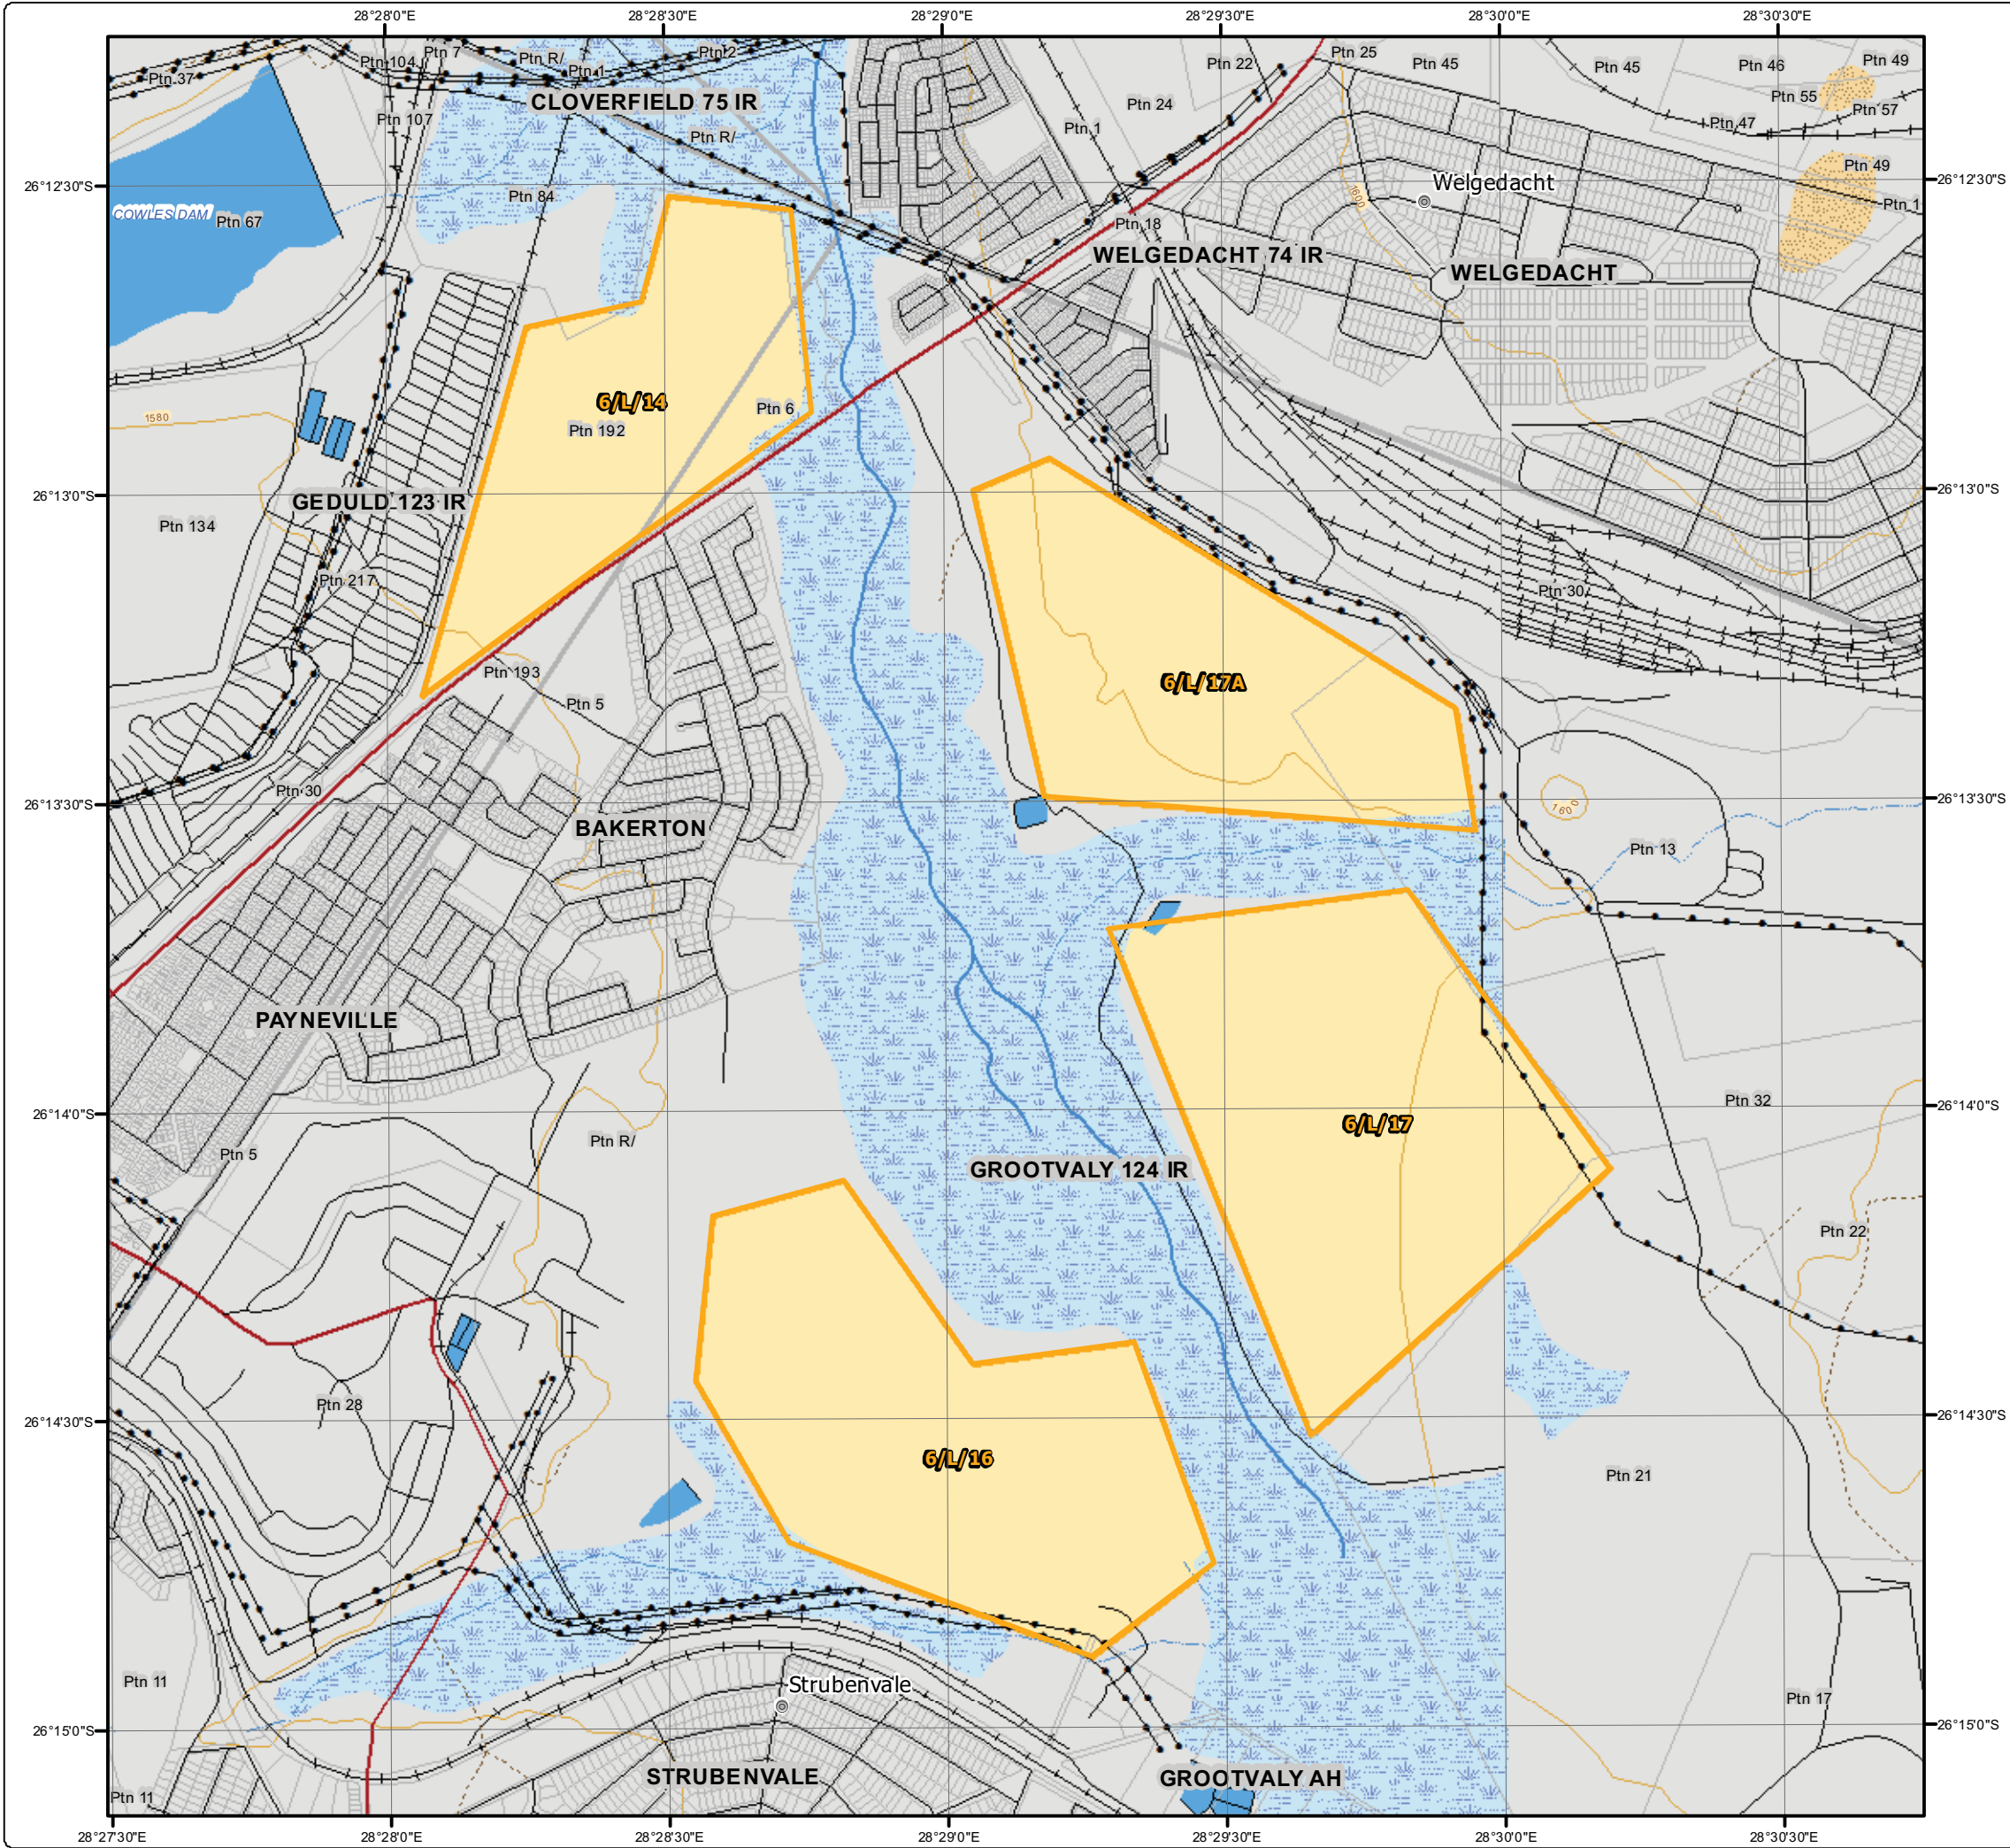 28°28'0"E
28°28'30"E
28°29'0"E
28°29'30"E
28°30'0"E
28°30'30"E
Ptn 37
Ptn 104
Ptn 7
Ptn R/
Ptn 1
Ptn 2
Ptn 22
Ptn 25
Ptn 45
Ptn 45
Ptn 46
Ptn 49
CLOVERFIELD 75 IR
Ptn 24
Ptn 55
Ptn 57
Ptn 107
Ptn R/
Ptn 1
Ptn 47
Ptn 49
26°12'30"S
26°12'30"S
Welgedacht
Ptn 84
1600
Ptn 1
COWLES DAM
Ptn 67
Ptn 18
WELGEDACHT 74 IR
WELGEDACHT
6/L/14
Ptn 6
1580
Ptn 192
26°13'0"S
26°13'0"S
GEDULD 123 IR
Ptn 134
Ptn 217
Ptn 30
Ptn 193
6/L/17A
Ptn 5
Ptn 30
26°13'30"S
26°13'30"S
1600
BAKERTON
Ptn 13
PAYNEVILLE
26°14'0"S
26°14'0"S
Ptn 32
6/L/17
Ptn R/
Ptn 5
GROOTVALY 124 IR
Ptn 22
Ptn 28
26°14'30"S
26°14'30"S
6/L/16
Ptn 21
Ptn 11
Strubenvale
Ptn 17
26°15'0"S
26°15'0"S
STRUBENVALE
GROOTVALY AH
Ptn 11
28°27'30"E
28°28'0"E
28°28'30"E
28°29'0"E
28°29'30"E
28°30'0"E
28°30'30"E